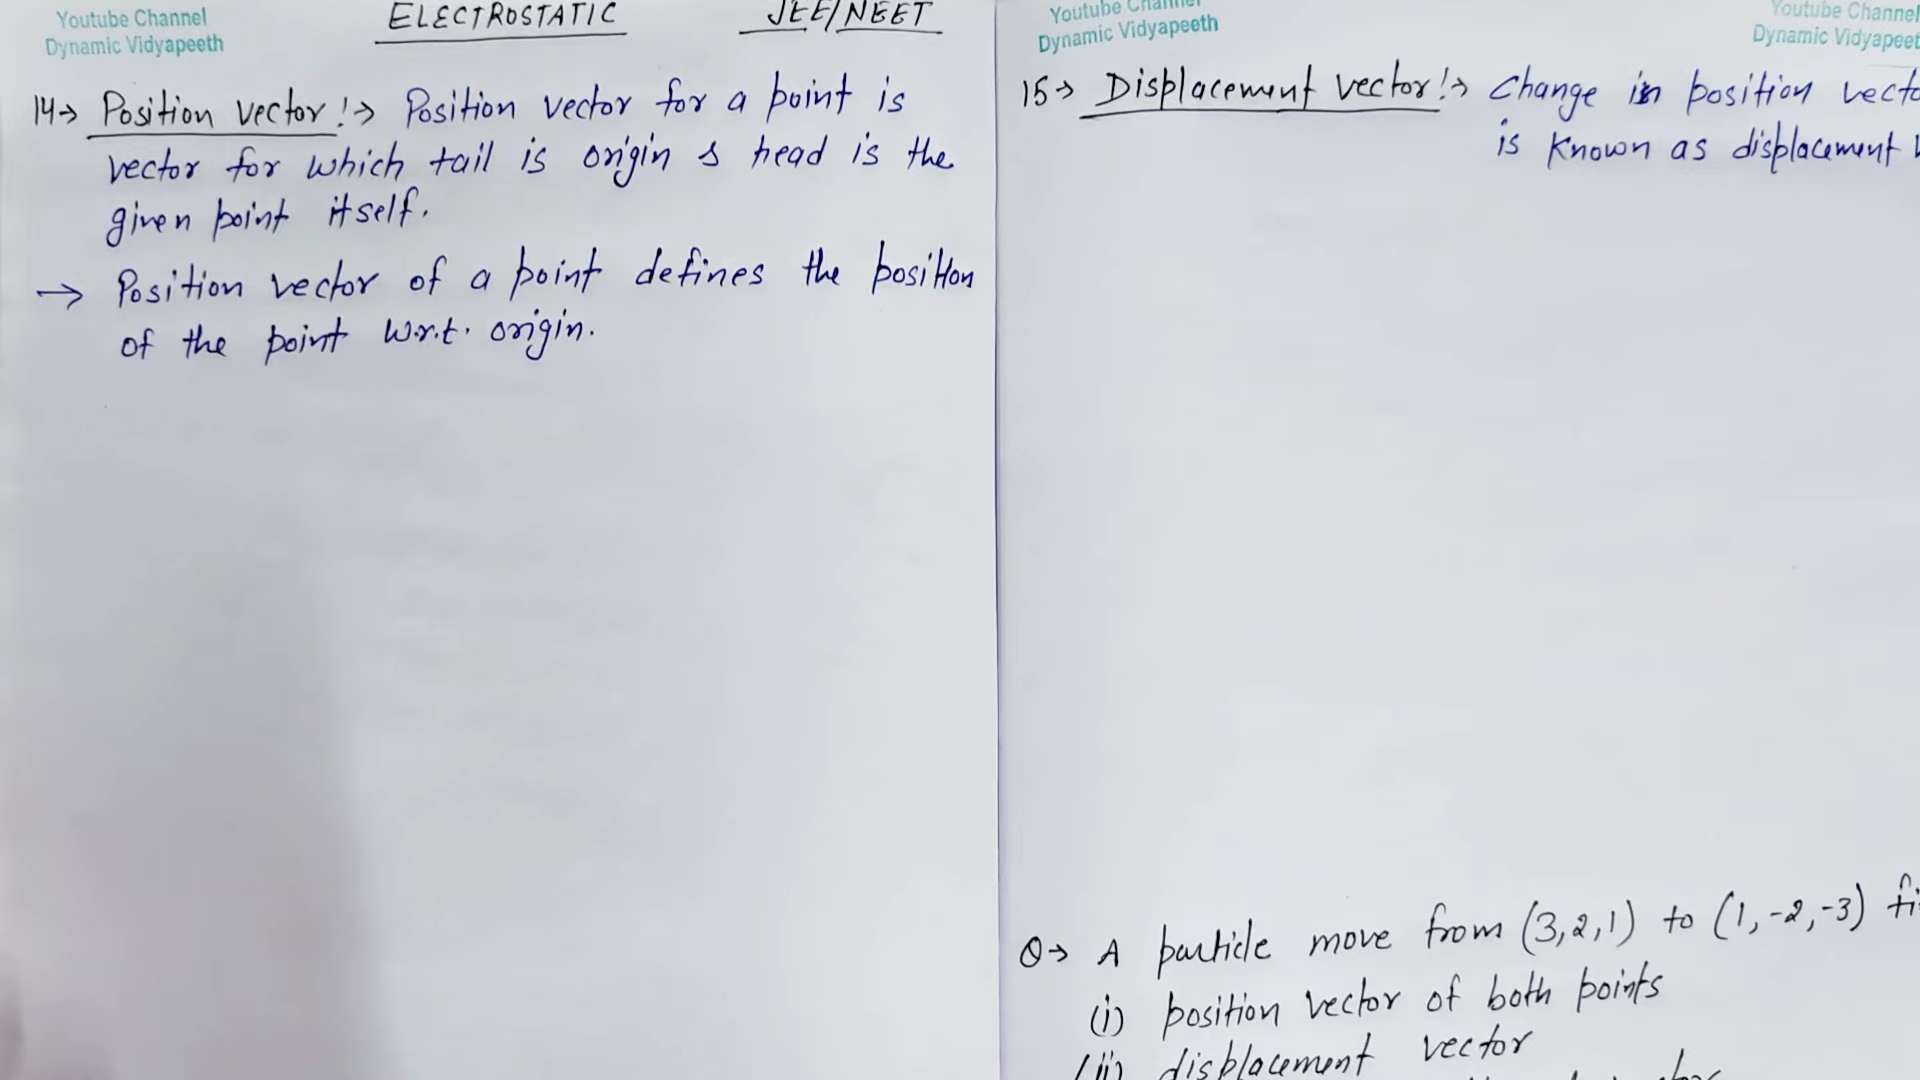 Youtube Channel
Dynamic Vidyapeeth
ELECTROSTATIC
JEE/NEET
14→ Position vector!→ Position vector for a point is
vector for which tail is origin & head is the
given point itself.
→ Position vector of a point defines the position
of the point w.r.t. origin.
Youtube Channel
Dynamic Vidyapeeth
Youtube Channel
Dynamic Vidyapeet
15→ Displacement vector!→ Change in position vecto
is known as displacement
Q→ A particle move from (3,2,1) to (1,-2,-3) fi
(i) position vector of both points
(ii) displacement vector